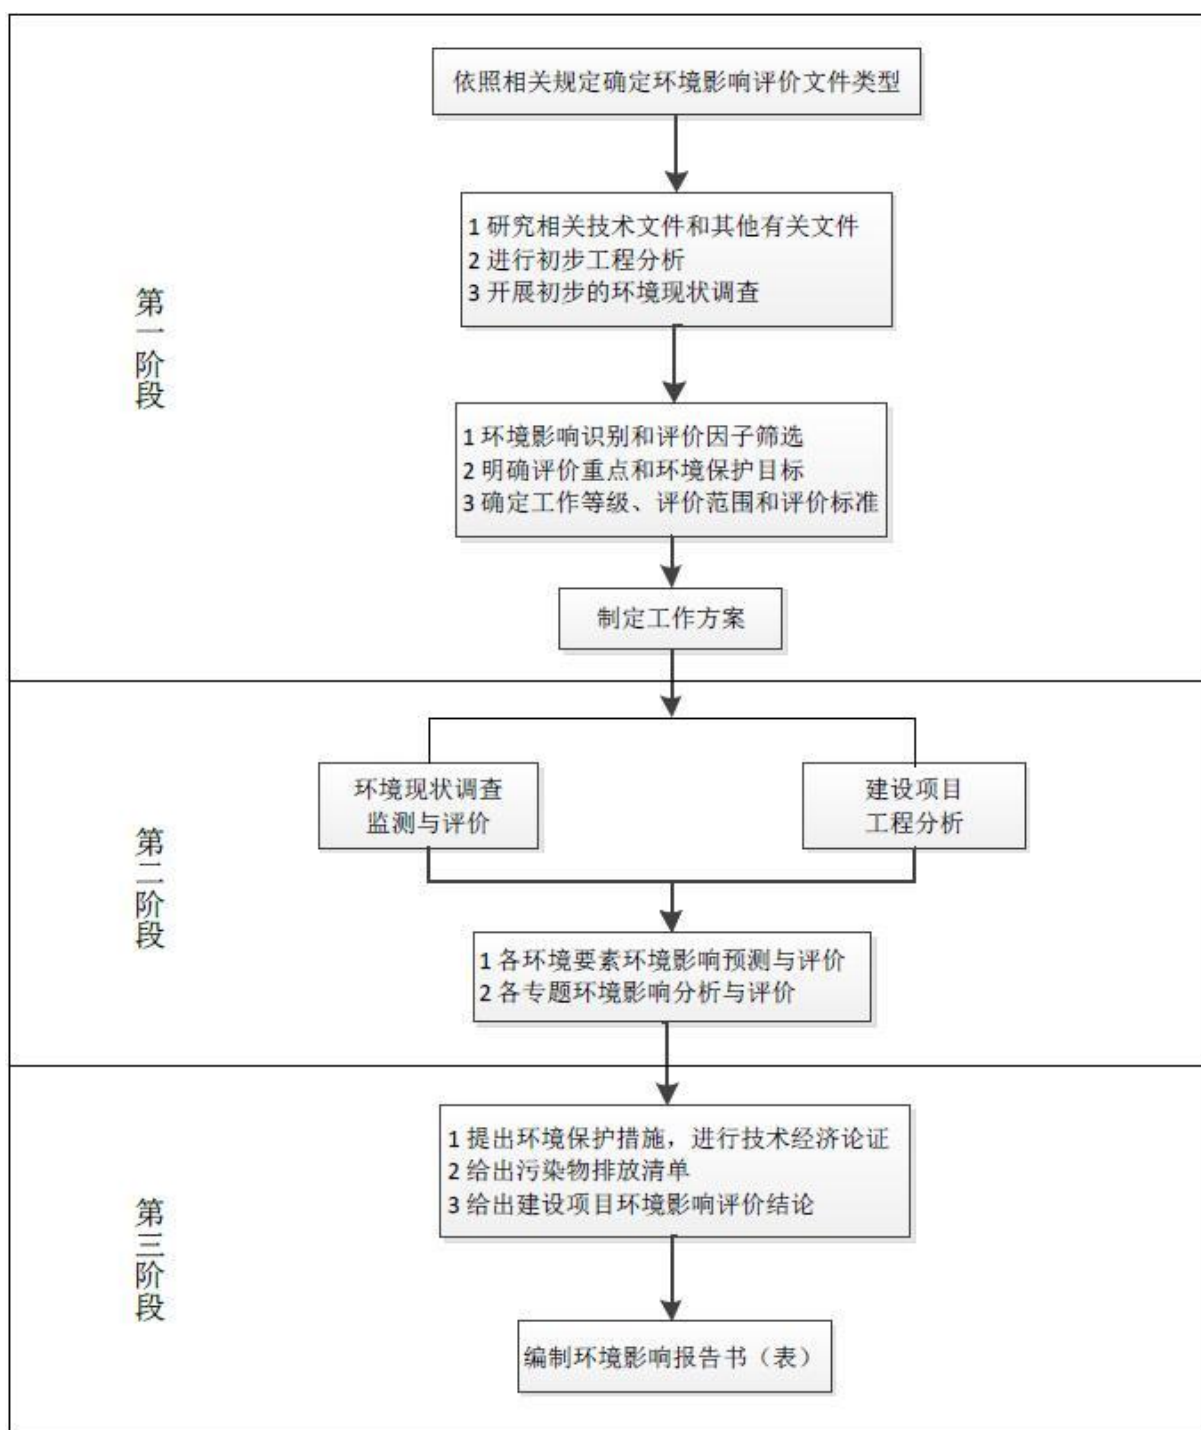 依照相关规定确定环境影响评价文件类型
1 研究相关技术文件和其他有关文件
2 进行初步工程分析
3 开展初步的环境现状调查
第一阶段
1 环境影响识别和评价因子筛选
2 明确评价重点和环境保护目标
3 确定工作等级、评价范围和评价标准
制定工作方案
环境现状调查
监测与评价
建设项目
工程分析
第二阶段
1 各环境要素环境影响预测与评价
2 各专题环境影响分析与评价
1 提出环境保护措施，进行技术经济论证
2 给出污染物排放清单
3 给出建设项目环境影响评价结论
第三阶段
编制环境影响报告书（表）